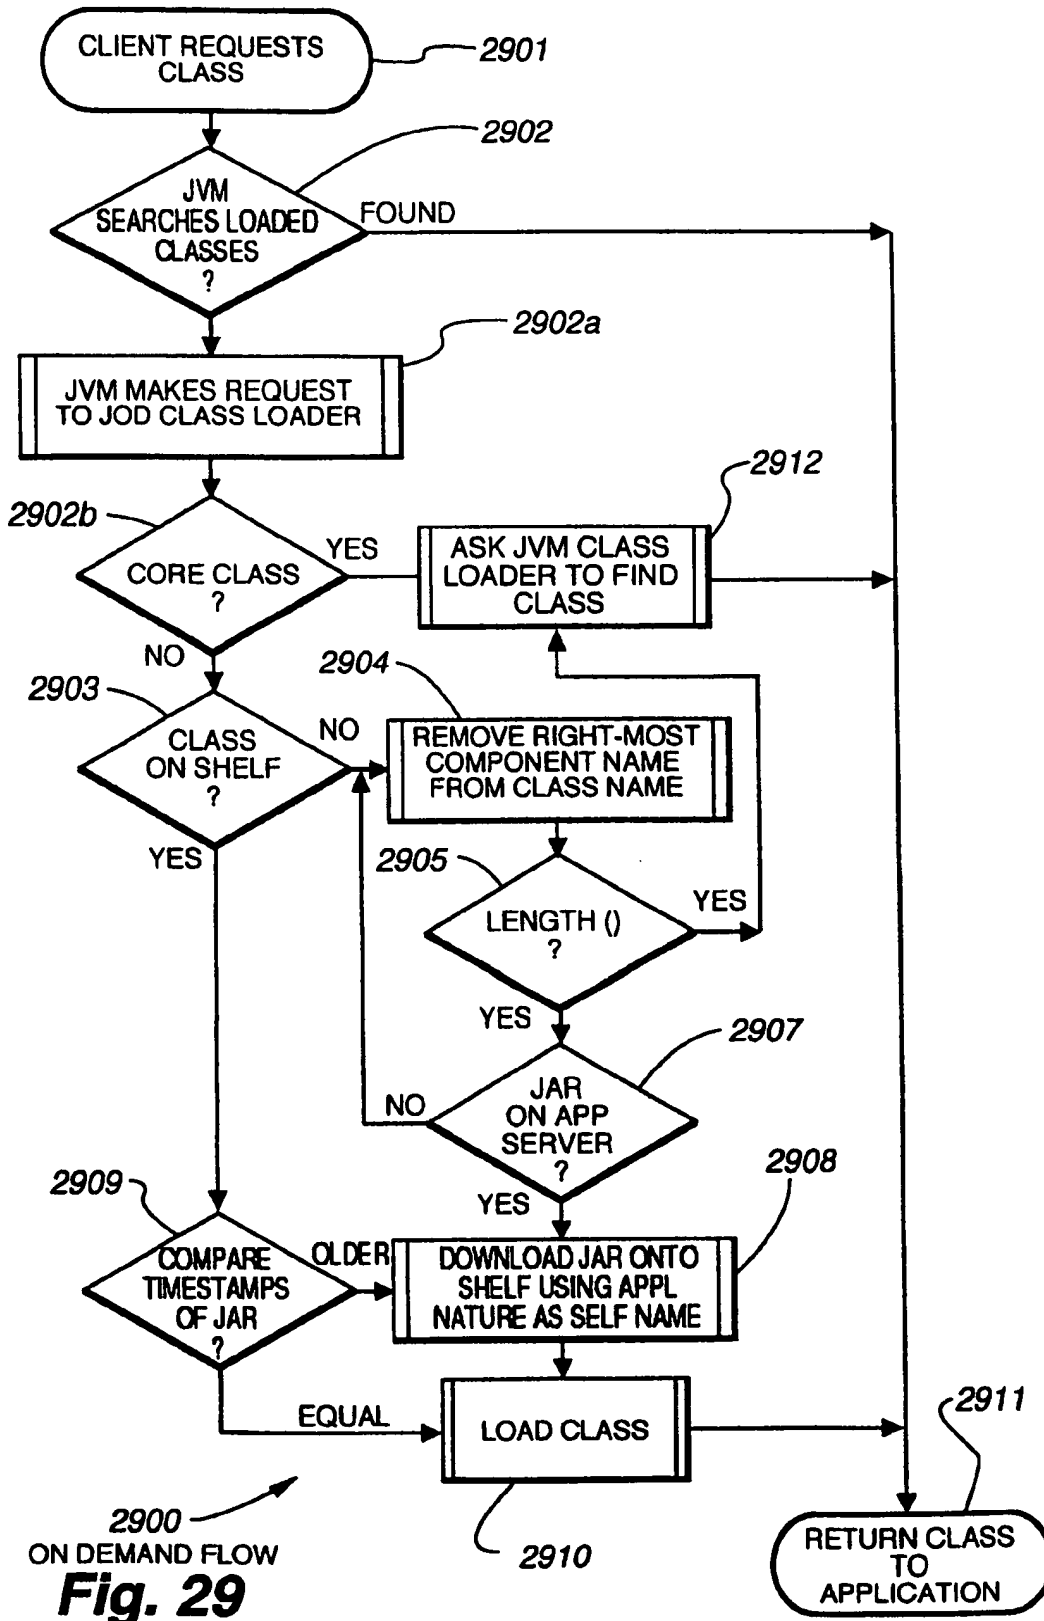 CLIENT REQUESTS
CLASS
2901
2902
JVM
SEARCHES LOADED
CLASSES
?
FOUND
2902a
JVM MAKES REQUEST
TO JOD CLASS LOADER
2912
2902b
CORE CLASS
?
YES
ASK JVM CLASS
LOADER TO FIND
CLASS
NO
2904
2903
CLASS
ON SHELF
?
NO
REMOVE RIGHT-MOST
COMPONENT NAME
FROM CLASS NAME
YES
2905
LENGTH ()
?
YES
YES
2907
JAR
ON APP
SERVER
?
NO
YES
2908
2909
COMPARE
TIMESTAMPS
OF JAR
?
OLDER
DOWNLOAD JAR ONTO
SHELF USING APPL
NATURE AS SELF NAME
EQUAL
LOAD CLASS
2911
2910
2900
ON DEMAND FLOW
Fig. 29
RETURN CLASS
TO
APPLICATION